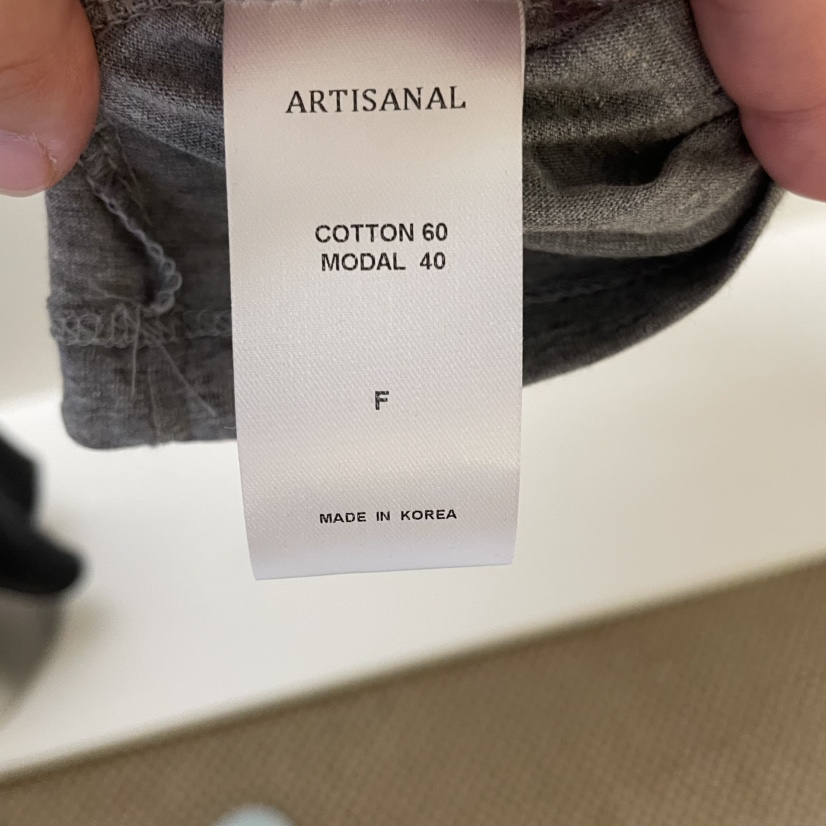 ARTISANAL
COTTON 60
MODAL 40
F
MADE IN KOREA